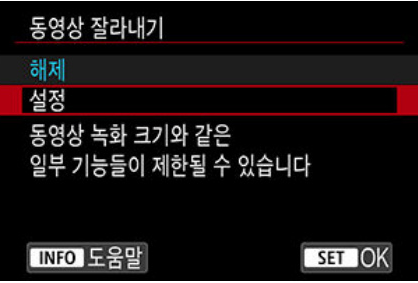 동영상 잘라내기
해제
설정
동영상 녹화 크기와 같은
일부 기능들이 제한될 수 있습니다
INFO 도움말
SET OK